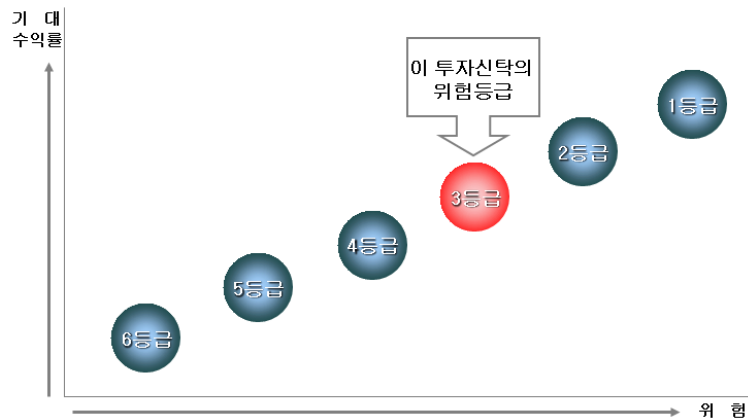 기 대
수익률
이 투자신탁의
위험등급
1등급
2등급
3등급
4등급
5등급
6등급
위 험